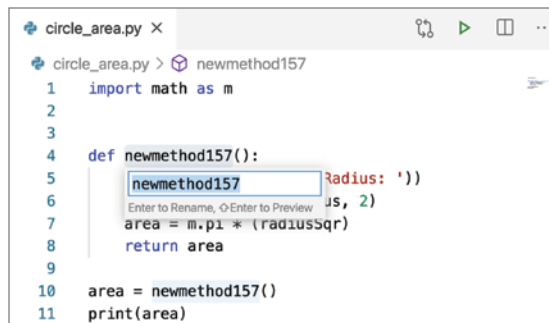 circle_area.py ×
circle_area.py > newmethod157
1 import math as m
2
3
4 def newmethod157():
5 Radius: '))
newmethod157
6 us, 2)
Enter to Rename, ⇧Enter to Preview
7 area = m.pi * (radiusSqr)
8 return area
9
10 area = newmethod157()
11 print(area)